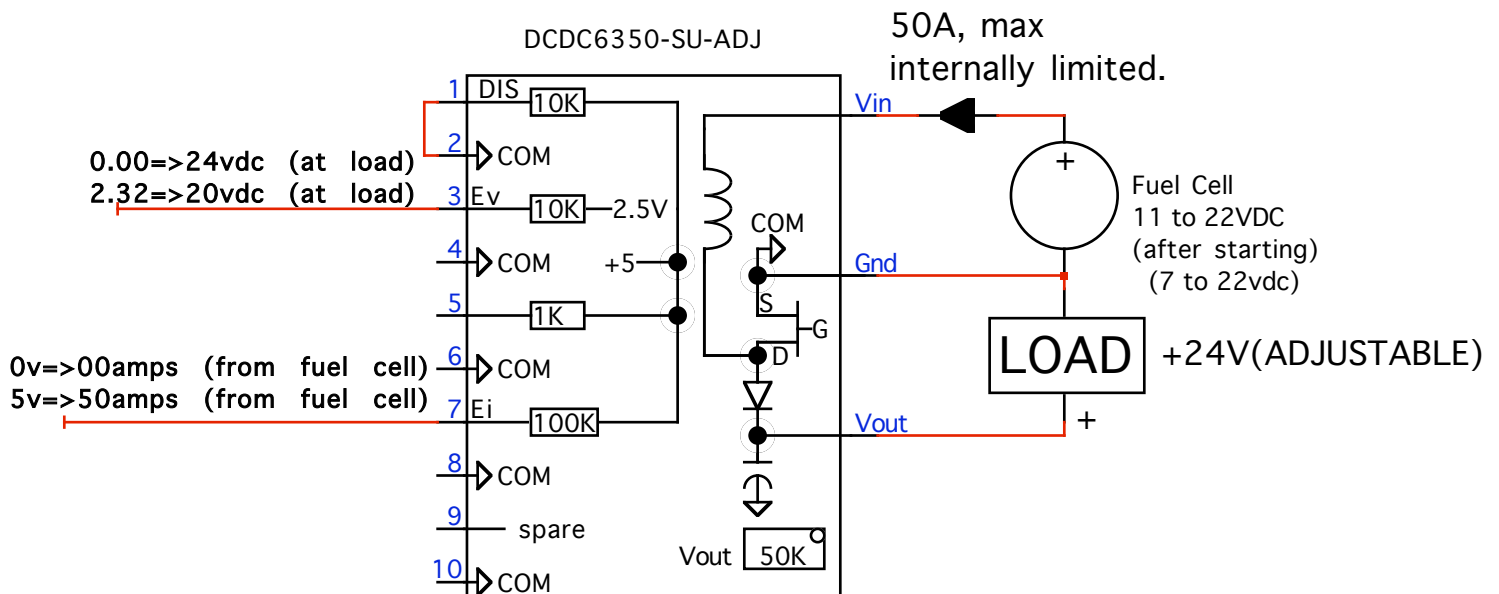 DCDC6350-SU-ADJ
50A, max
internally limited.
1 DIS 10K
2 COM
0.00=>24vdc (at load)
2.32=>20vdc (at load)
3 Ev 10K 2.5V
4 COM
+5
5 1K
6 COM
0v=>00amps (from fuel cell)
5v=>50amps (from fuel cell)
7 Ei 100K
8 COM
9 spare
10 COM
Vin
COM
Gnd
S
G
D
Vout
Vout 50K
+
Fuel Cell
11 to 22VDC
(after starting)
(7 to 22vdc)
LOAD +24V(ADJUSTABLE)
+